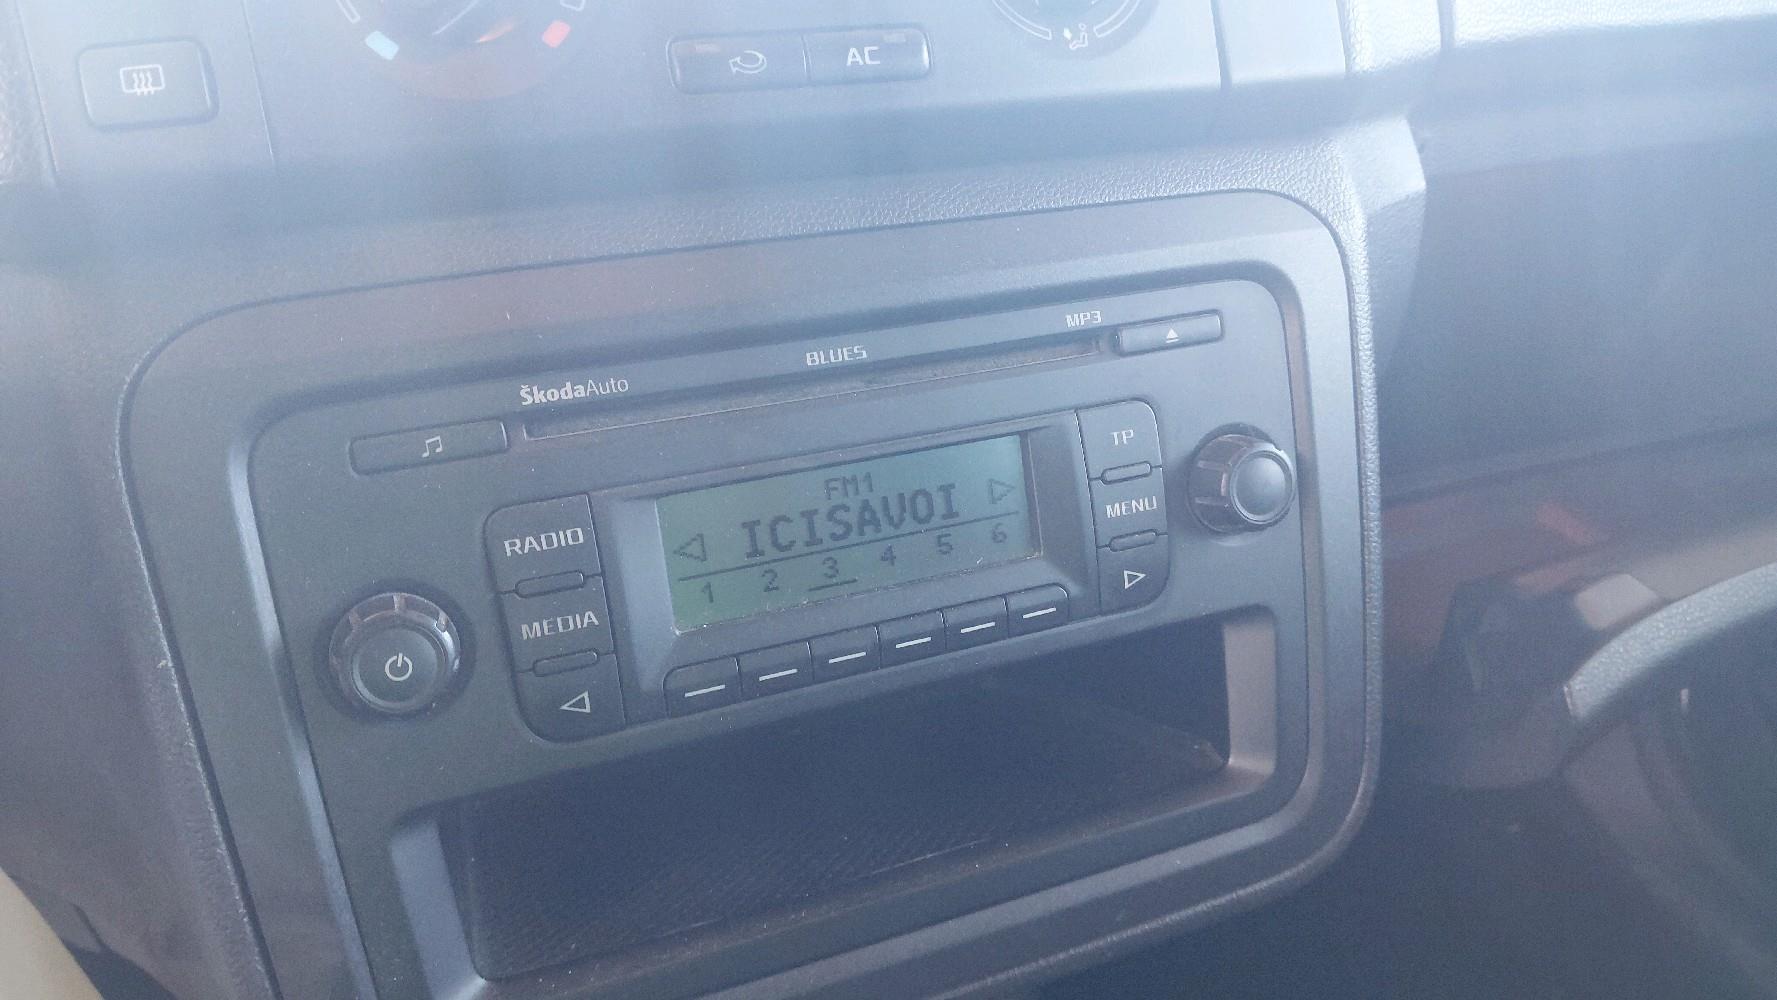 AC
MP3
BLUES
ŠkodaAuto
TP
FM1
ICISAVOI
MENU
RADIO
1 2 3 4 5 6
MEDIA